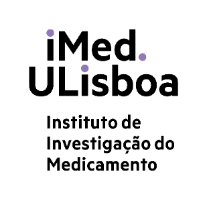 iMed.
ULisboa
Instituto de
Investigação do
Medicamento